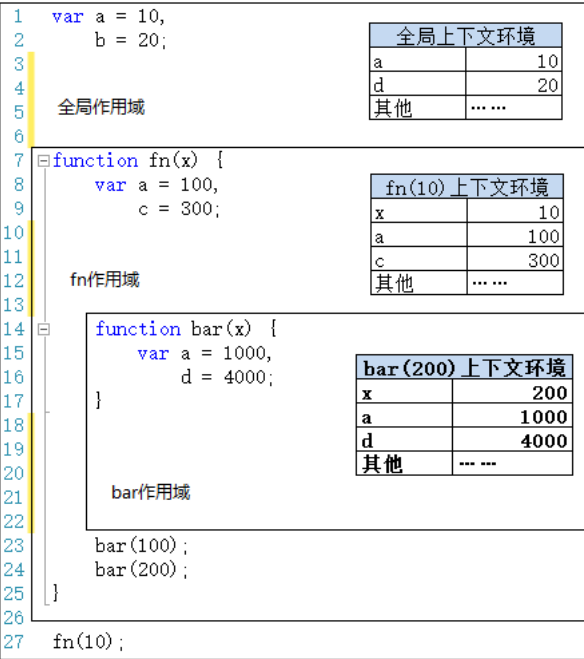 1 var a = 10,
2 b = 20;
全局上下文环境
a 10
d 20
其他 ... ...
3
4
5 全局作用域
6
7 function fn(x) {
8 var a = 100,
9 c = 300;
fn(10)上下文环境
x 10
a 100
c 300
其他 ... ...
10
11
12 fn作用域
13
14 function bar(x) {
15 var a = 1000,
16 d = 4000;
17 }
bar(200)上下文环境
x 200
a 1000
d 4000
其他 ... ...
18
19
20
21 bar作用域
22
23 bar(100);
24 bar(200);
25 }
26
27 fn(10);